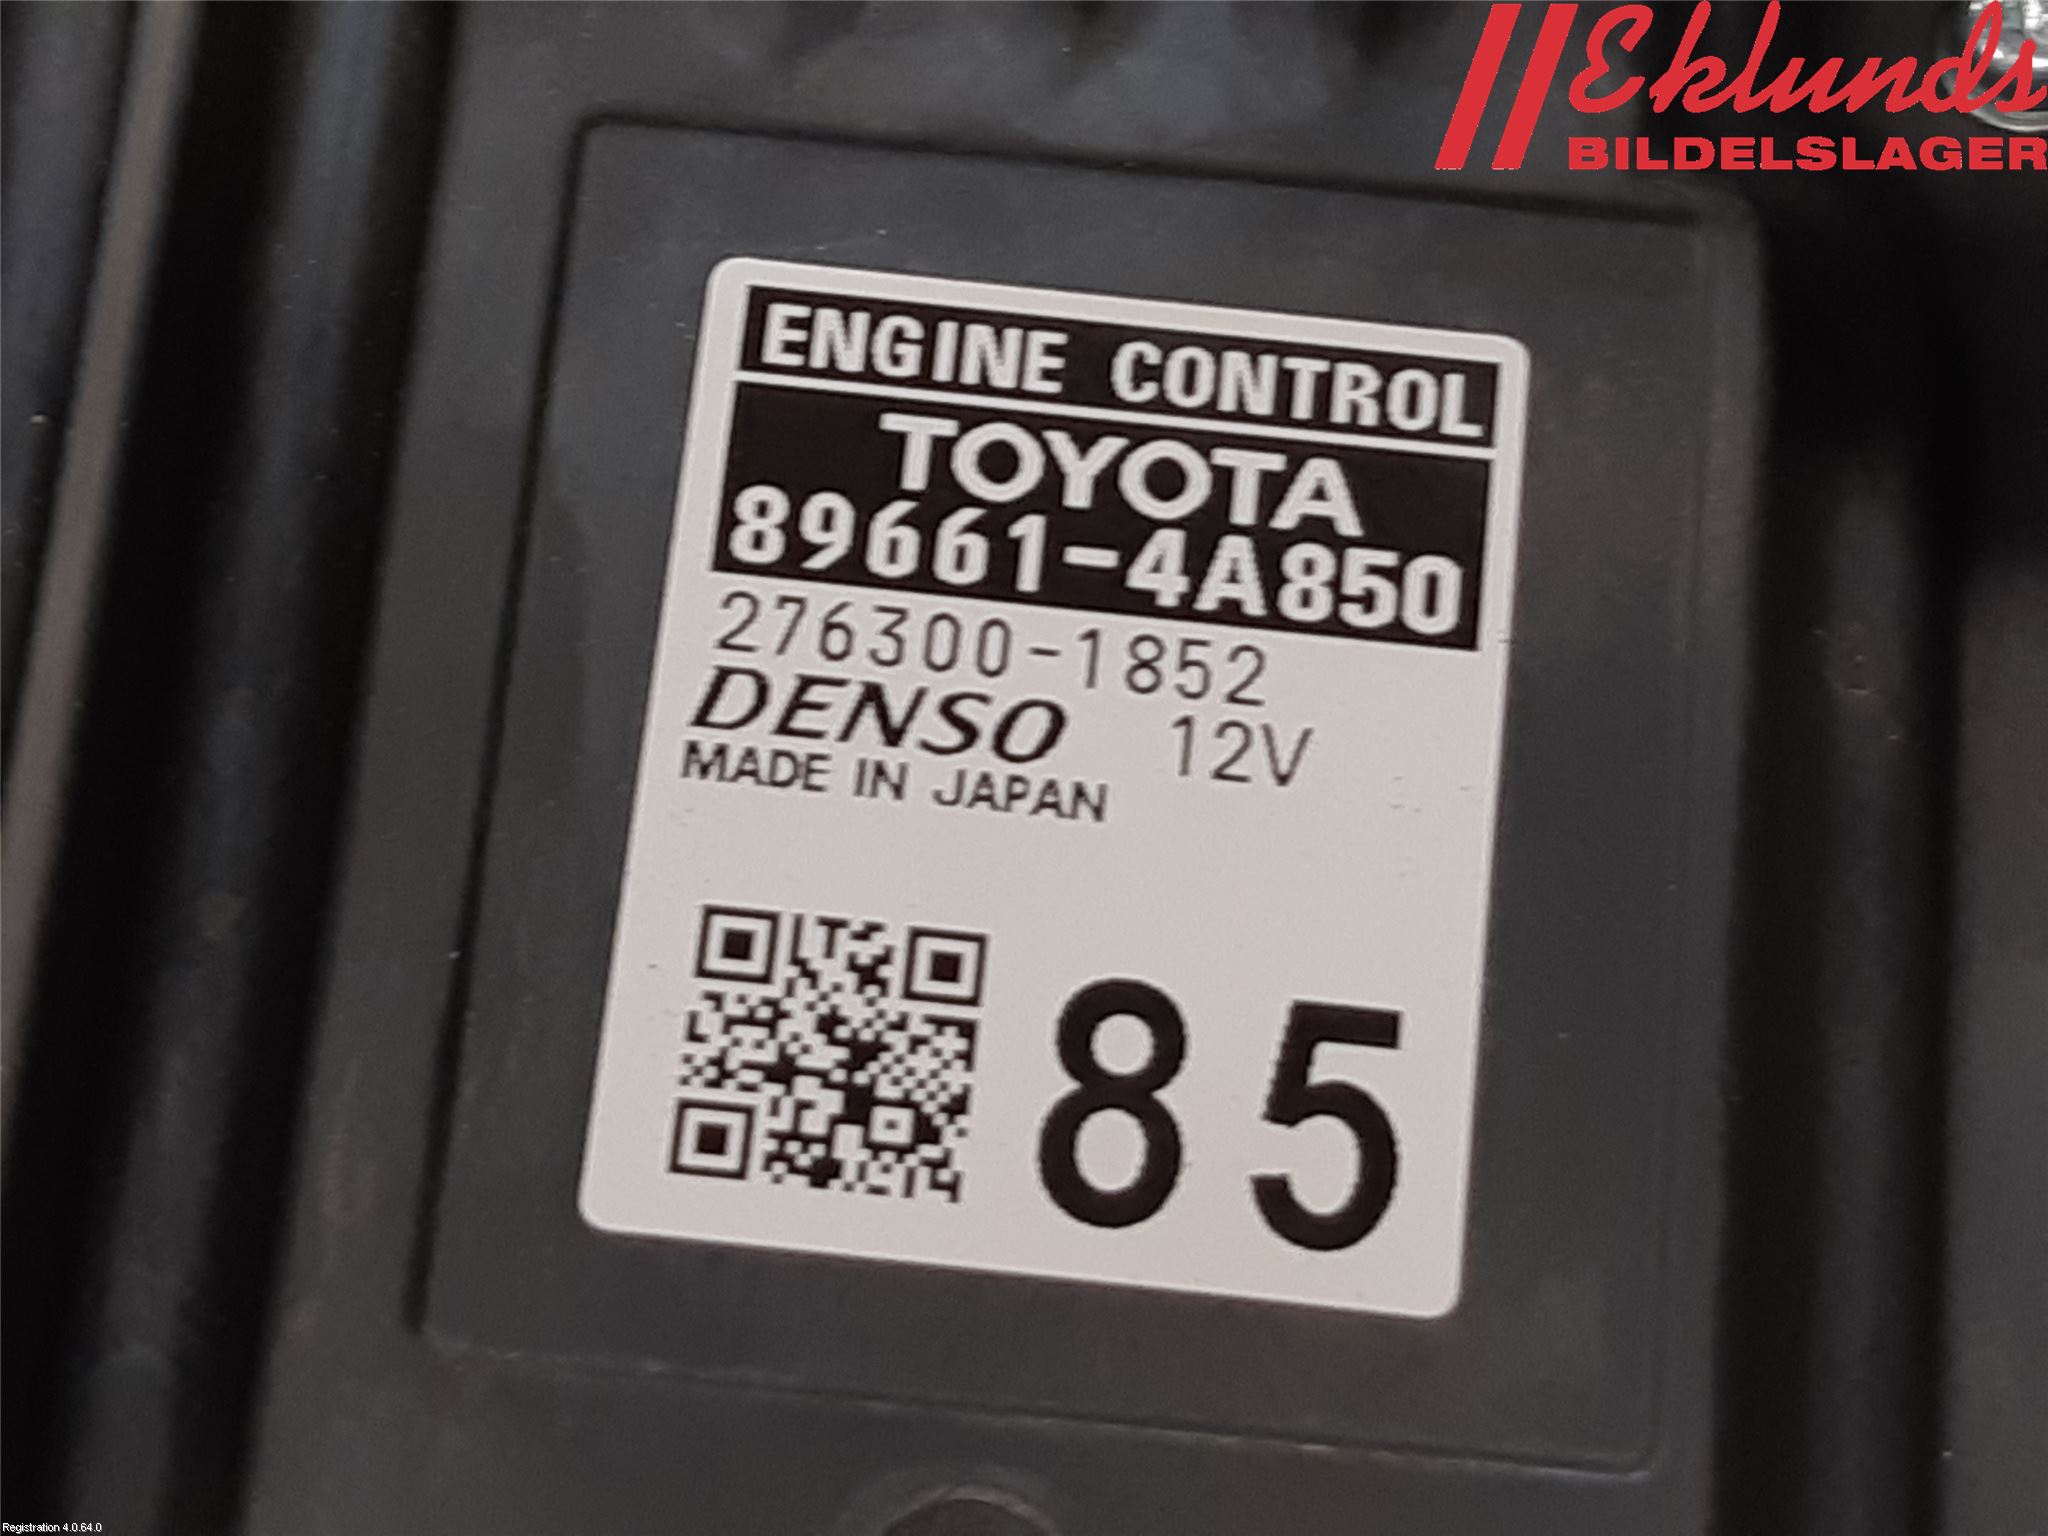 Eklunds
BILDELSLAGER
ENGINE CONTROL
TOYOTA
89661-4A850
276300-1852
DENSO 12V
MADE IN JAPAN
85
Registration 4.0.64.0